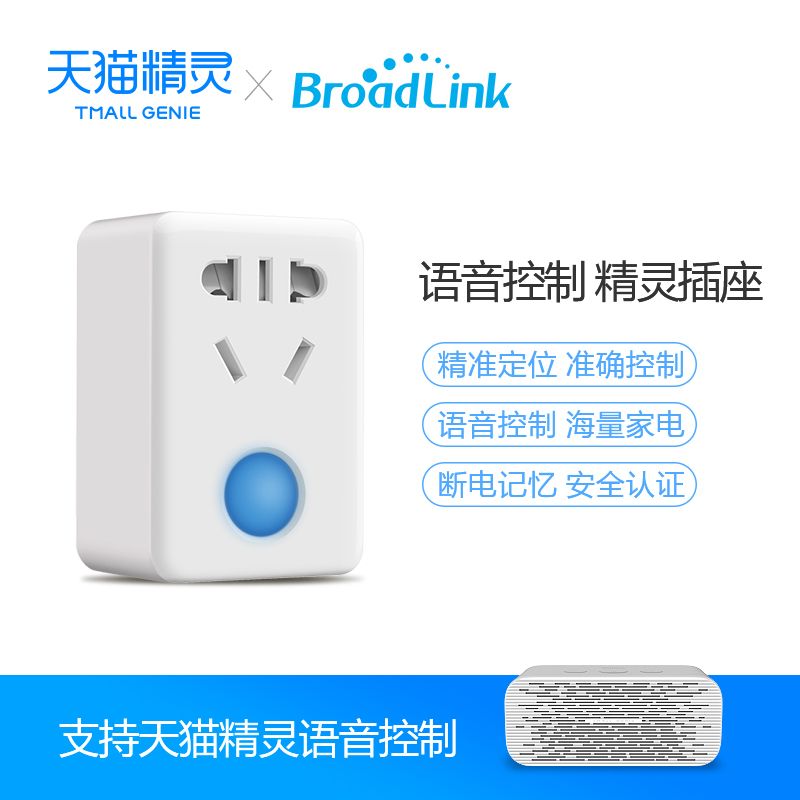 天猫精灵
TMALL GENIE
×
BroadLink
语音控制 精灵插座
精准定位 准确控制
语音控制 海量家电
断电记忆 安全认证
支持天猫精灵语音控制